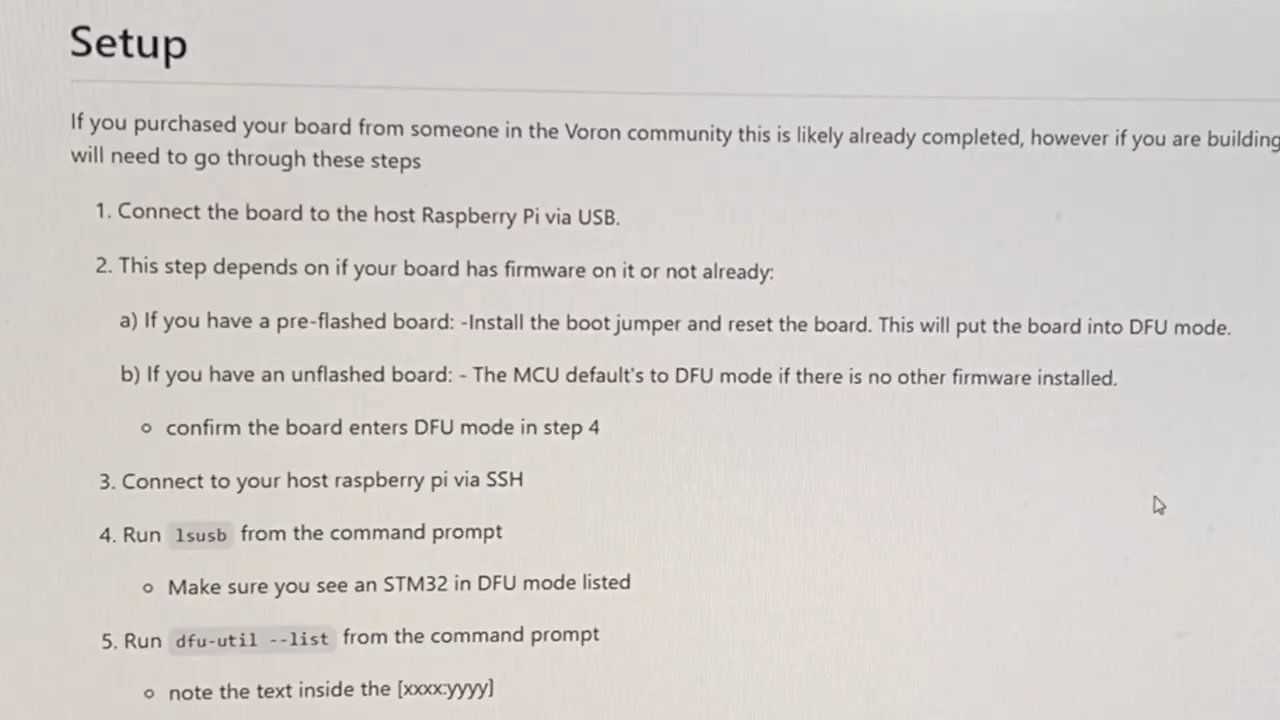 Setup
If you purchased your board from someone in the Voron community this is likely already completed, however if you are building
will need to go through these steps
1. Connect the board to the host Raspberry Pi via USB.
2. This step depends on if your board has firmware on it or not already:
a) If you have a pre-flashed board: -Install the boot jumper and reset the board. This will put the board into DFU mode.
b) If you have an unflashed board: - The MCU default's to DFU mode if there is no other firmware installed.
○ confirm the board enters DFU mode in step 4
3. Connect to your host raspberry pi via SSH
4. Run lsusb from the command prompt
○ Make sure you see an STM32 in DFU mode listed
5. Run dfu-util --list from the command prompt
○ note the text inside the [xxxx:yyyy]